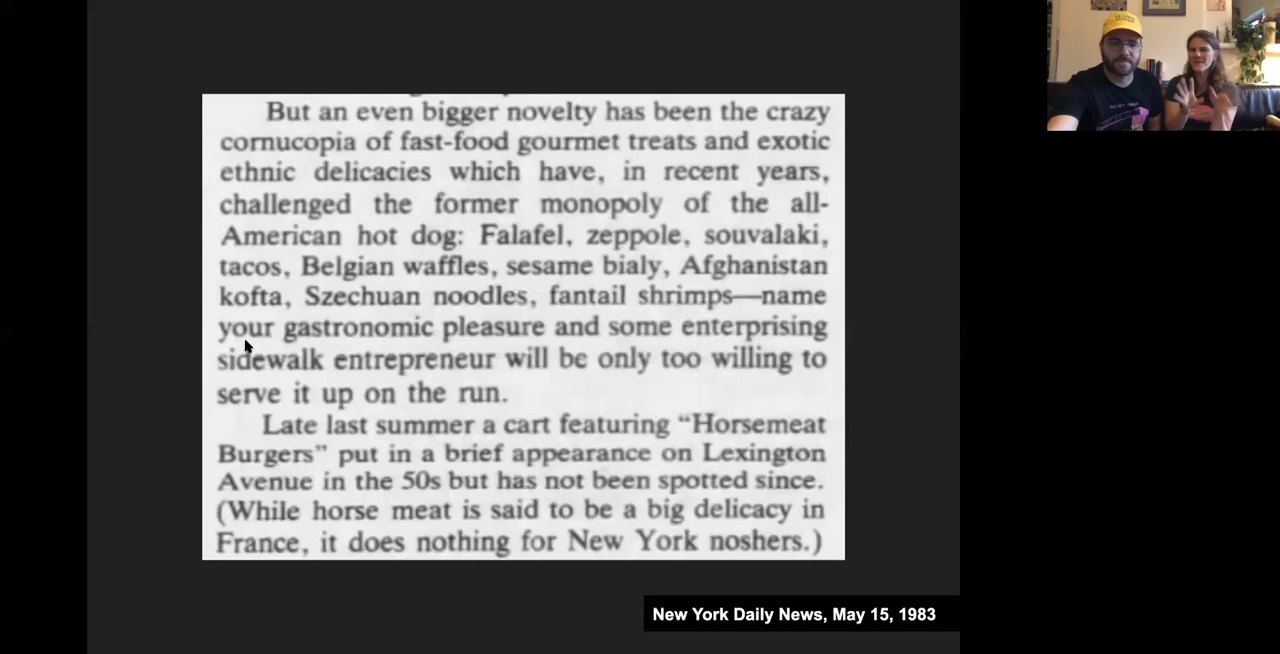 But an even bigger novelty has been the crazy
cornucopia of fast-food gourmet treats and exotic
ethnic delicacies which have, in recent years,
challenged the former monopoly of the all-
American hot dog: Falafel, zeppole, souvalaki,
tacos, Belgian waffles, sesame bialy, Afghanistan
kofta, Szechuan noodles, fantail shrimps—name
your gastronomic pleasure and some enterprising
sidewalk entrepreneur will be only too willing to
serve it up on the run.
Late last summer a cart featuring “Horsemeat
Burgers” put in a brief appearance on Lexington
Avenue in the 50s but has not been spotted since.
(While horse meat is said to be a big delicacy in
France, it does nothing for New York noshers.)
New York Daily News, May 15, 1983